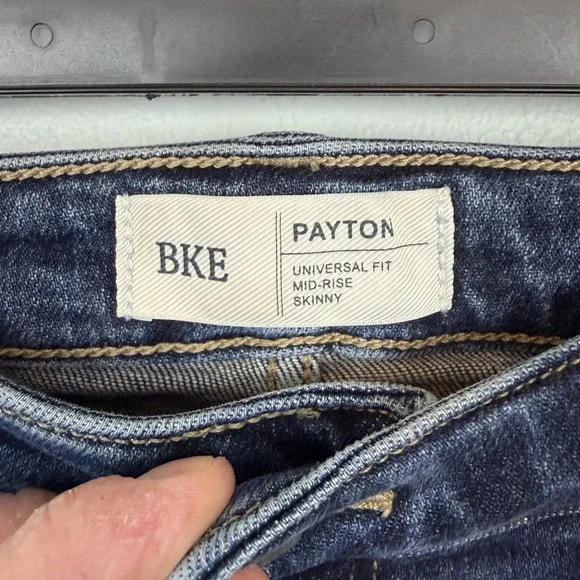 BKE
PAYTON
UNIVERSAL FIT
MID-RISE
SKINNY